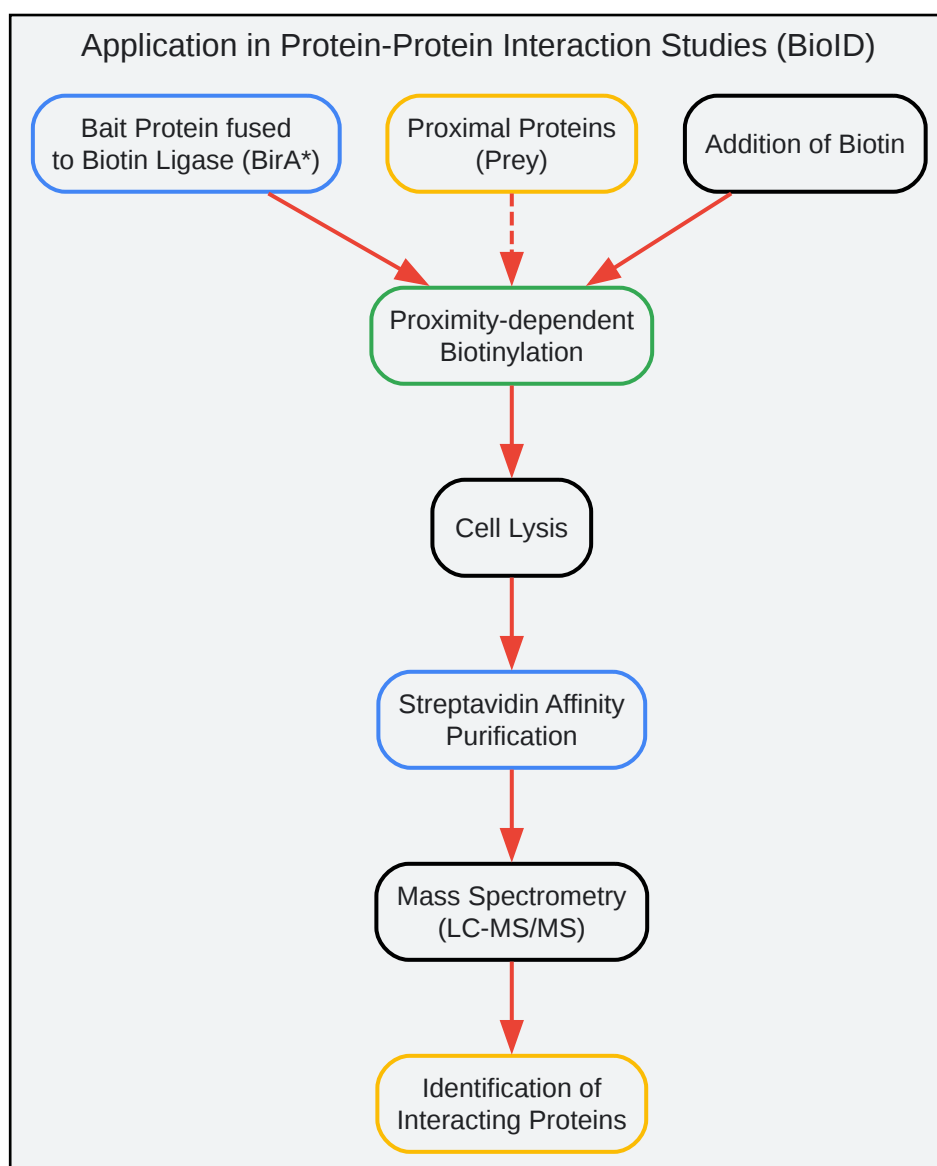 Application in Protein-Protein Interaction Studies (BioID)
Bait Protein fused
to Biotin Ligase (BirA*)
Proximal Proteins
(Prey)
Addition of Biotin
Proximity-dependent
Biotinylation
Cell Lysis
Streptavidin Affinity
Purification
Mass Spectrometry
(LC-MS/MS)
Identification of
Interacting Proteins